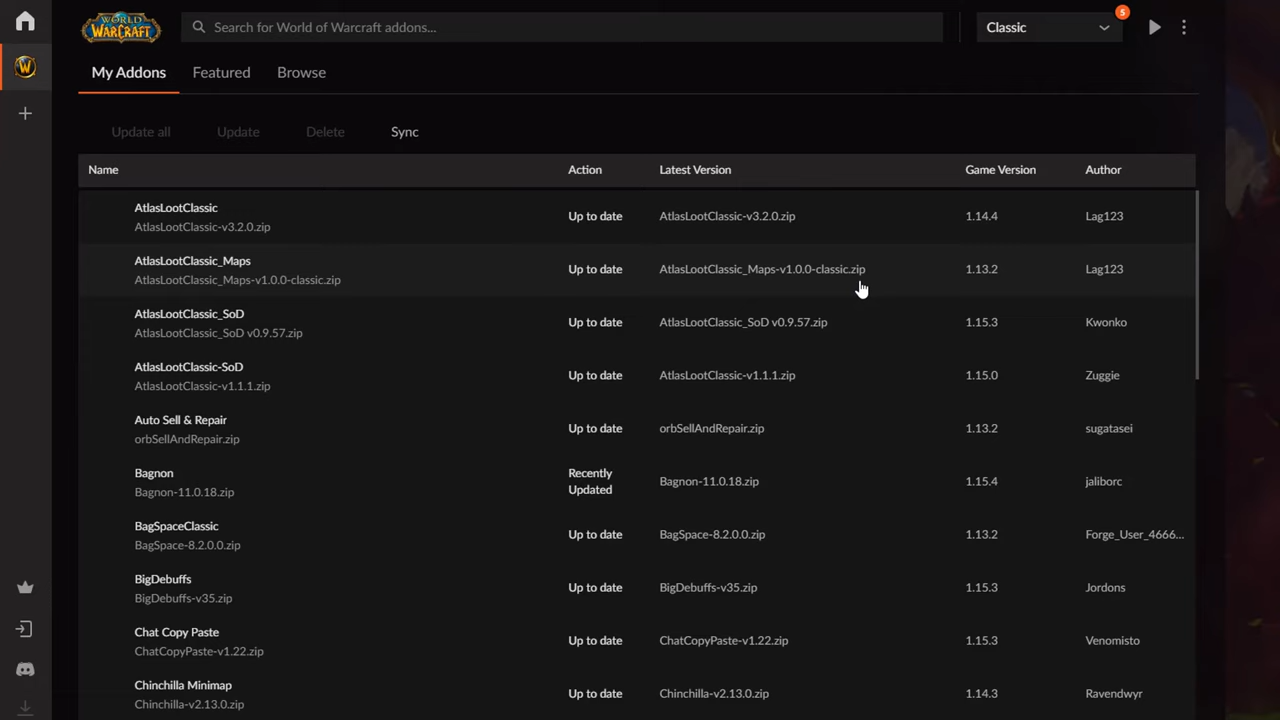 WORLD
WARCRAFT
Search for World of Warcraft addons...
Classic
5
My Addons
Featured
Browse
Update all
Update
Delete
Sync
Name
Action
Latest Version
Game Version
Author
AtlasLootClassic
AtlasLootClassic-v3.2.0.zip
Up to date
AtlasLootClassic-v3.2.0.zip
1.14.4
Lag123
AtlasLootClassic_Maps
AtlasLootClassic_Maps-v1.0.0-classic.zip
Up to date
AtlasLootClassic_Maps-v1.0.0-classic.zip
1.13.2
Lag123
AtlasLootClassic_SoD
AtlasLootClassic_SoD v0.9.57.zip
Up to date
AtlasLootClassic_SoD v0.9.57.zip
1.15.3
Kwonko
AtlasLootClassic-SoD
AtlasLootClassic-v1.1.1.zip
Up to date
AtlasLootClassic-v1.1.1.zip
1.15.0
Zuggie
Auto Sell & Repair
orbSellAndRepair.zip
Up to date
orbSellAndRepair.zip
1.13.2
sugatasei
Bagnon
Bagnon-11.0.18.zip
Recently
Updated
Bagnon-11.0.18.zip
1.15.4
jaliborc
BagSpaceClassic
BagSpace-8.2.0.0.zip
Up to date
BagSpace-8.2.0.0.zip
1.13.2
Forge_User_4666...
BigDebuffs
BigDebuffs-v35.zip
Up to date
BigDebuffs-v35.zip
1.15.3
Jordons
Chat Copy Paste
ChatCopyPaste-v1.22.zip
Up to date
ChatCopyPaste-v1.22.zip
1.15.3
Venomisto
Chinchilla Minimap
Chinchilla-v2.13.0.zip
Up to date
Chinchilla-v2.13.0.zip
1.14.3
Ravendwyr